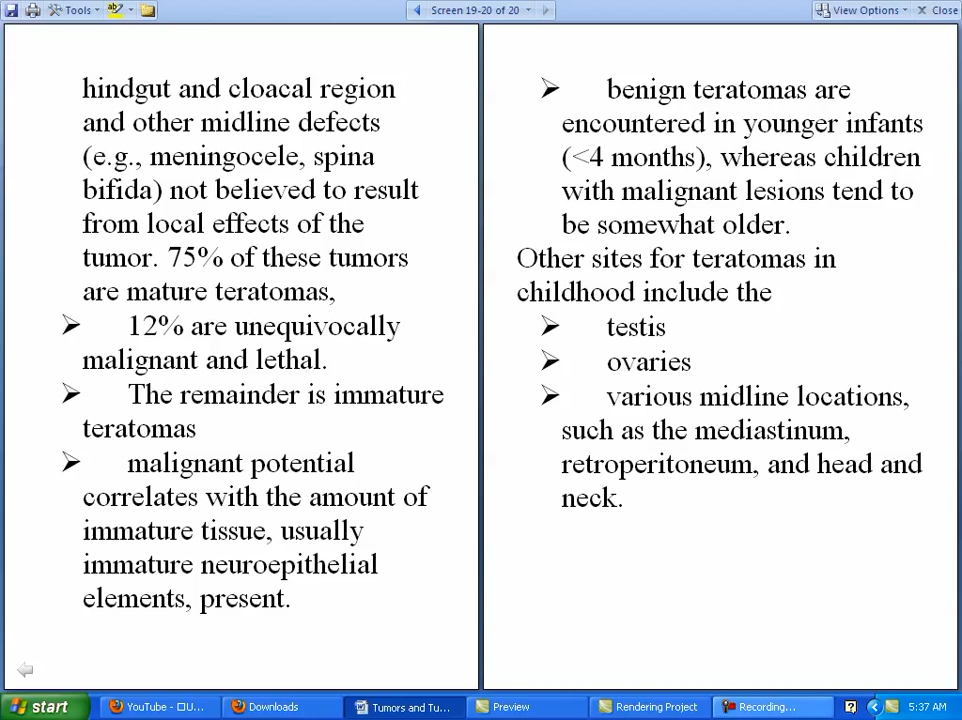 Tools
Screen 19-20 of 20
View Options
Close
hindgut and cloacal region
and other midline defects
(e.g., meningocele, spina
bifida) not believed to result
from local effects of the
tumor. 75% of these tumors
are mature teratomas,
12% are unequivocally
malignant and lethal.
The remainder is immature
teratomas
malignant potential
correlates with the amount of
immature tissue, usually
immature neuroepithelial
elements, present.
benign teratomas are
encountered in younger infants
(<4 months), whereas children
with malignant lesions tend to
be somewhat older.
Other sites for teratomas in
childhood include the
testis
ovaries
various midline locations,
such as the mediastinum,
retroperitoneum, and head and
neck.
start
YouTube - □U...
Downloads
Tumors and Tu...
Preview
Rendering Project
Recording...
5:37 AM